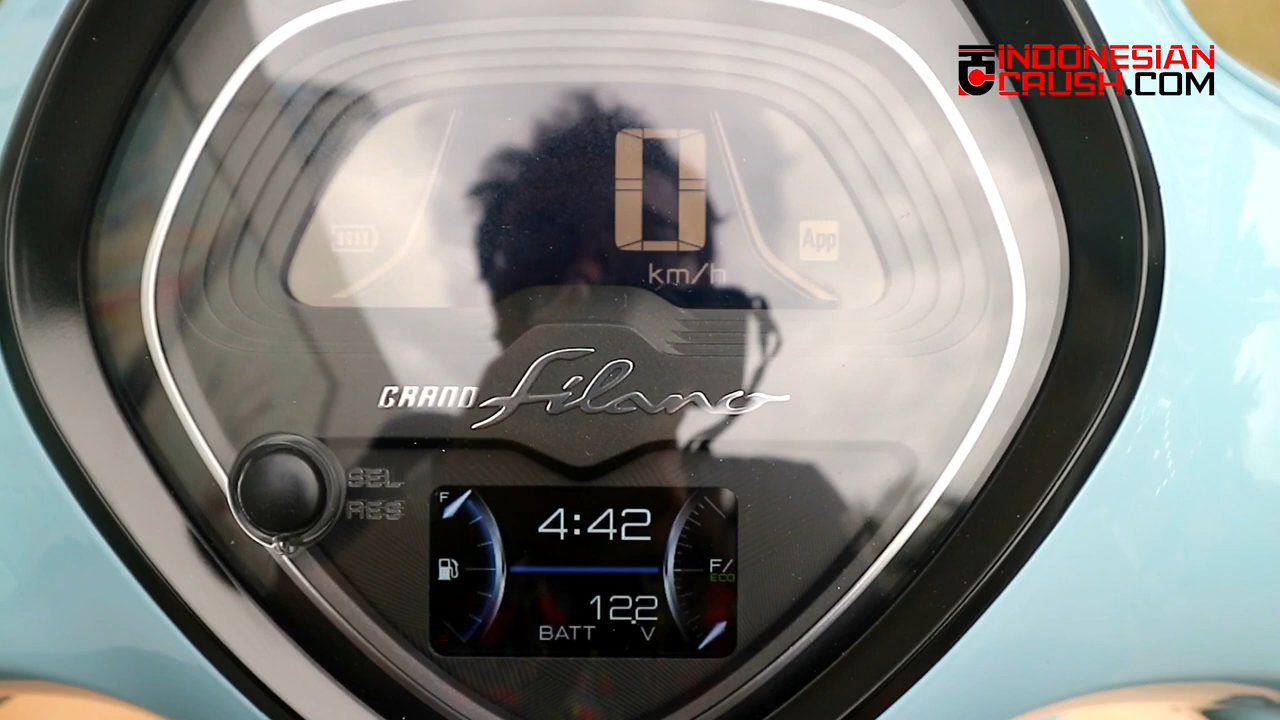 INDONESIAN
CRUSH.COM
0
App
km/h
GRAND Filano
SEL
RES
F
4:42
F/
ECO
12.2
BATT V